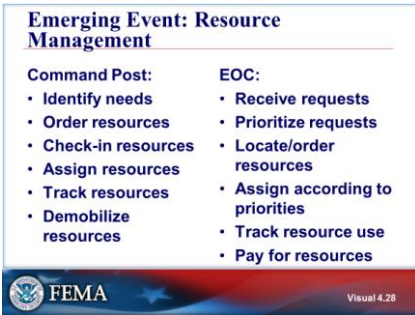 Emerging Event: Resource
Management
Command Post:
• Identify needs
• Order resources
• Check-in resources
• Assign resources
• Track resources
• Demobilize
resources
EOC:
• Receive requests
• Prioritize requests
• Locate/order
resources
• Assign according to
priorities
• Track resource use
• Pay for resources
FEMA
Visual 4.28